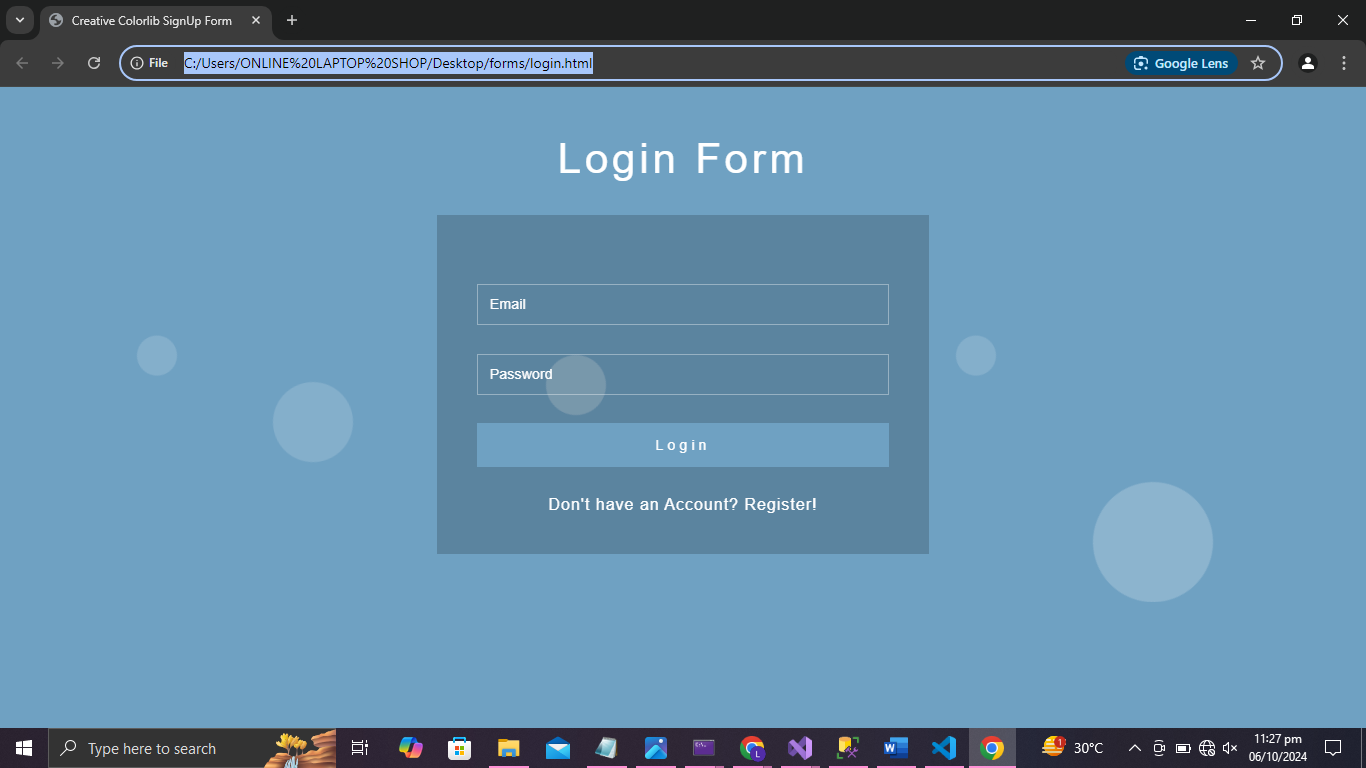 Creative Colorlib SignUp Form
File
C:/Users/ONLINE%20LAPTOP%20SHOP/Desktop/forms/login.html
Google Lens
Login Form
Email
Password
Login
Don't have an Account? Register!
Type here to search
L
1
30°C
11:27 pm
06/10/2024